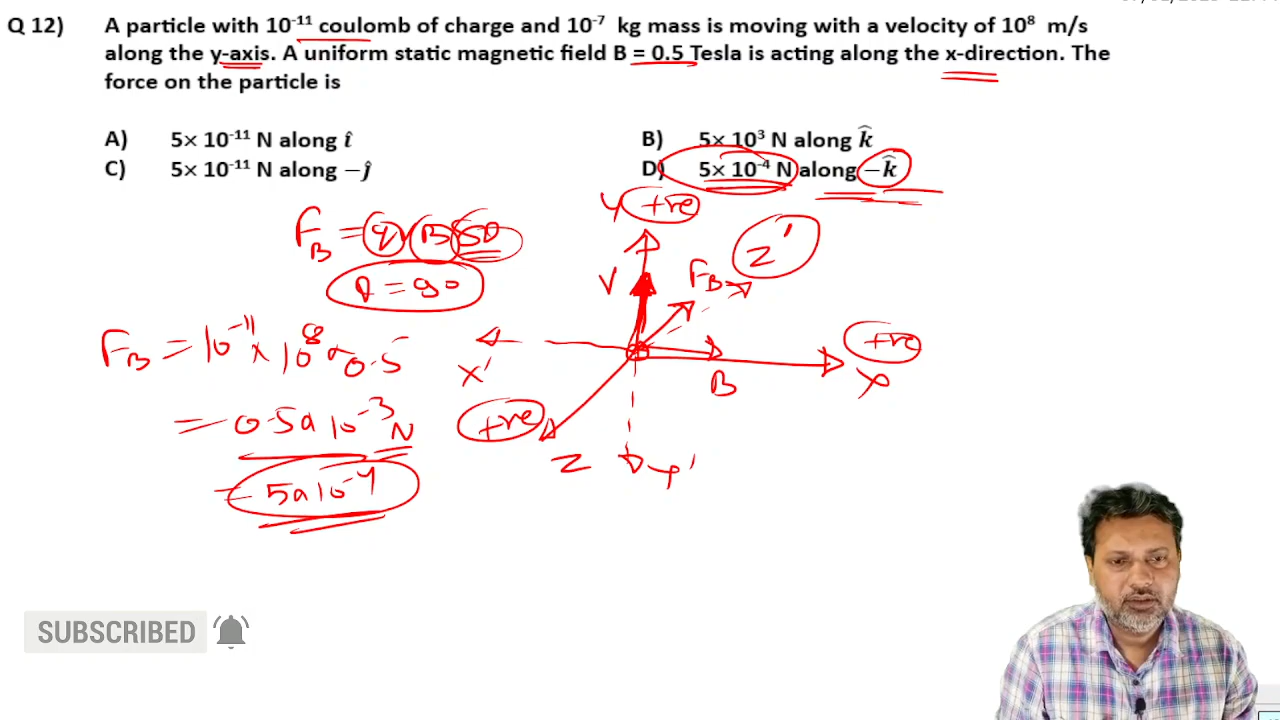 Q 12) A particle with 10⁻¹¹ coulomb of charge and 10⁻⁷ kg mass is moving with a velocity of 10⁸ m/s
along the y-axis. A uniform static magnetic field B = 0.5 Tesla is acting along the x-direction. The
force on the particle is
A) 5× 10⁻¹¹ N along î
B) 5× 10³ N along k̂
C) 5× 10⁻¹¹ N along −ĵ
D) 5× 10⁻⁴ N along −k̂
Y +ve
z'
V
F_B
F_B = 10⁻¹¹ × 10⁸ × 0.5
X'
+ve
B
X
= 0.5 × 10⁻³ N
+ve
Z
= 5 × 10⁻⁴
SUBSCRIBED